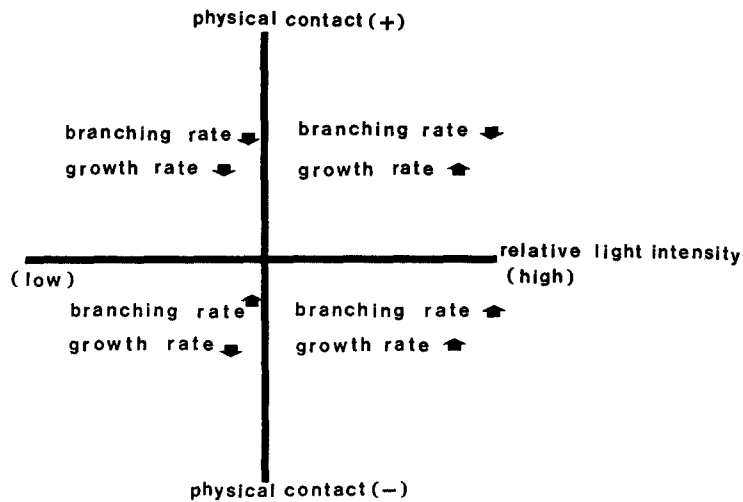 physical contact (+)
branching rate
growth rate
branching rate
growth rate
relative light intensity
(low)
(high)
branching rate
growth rate
branching rate
growth rate
physical contact (-)